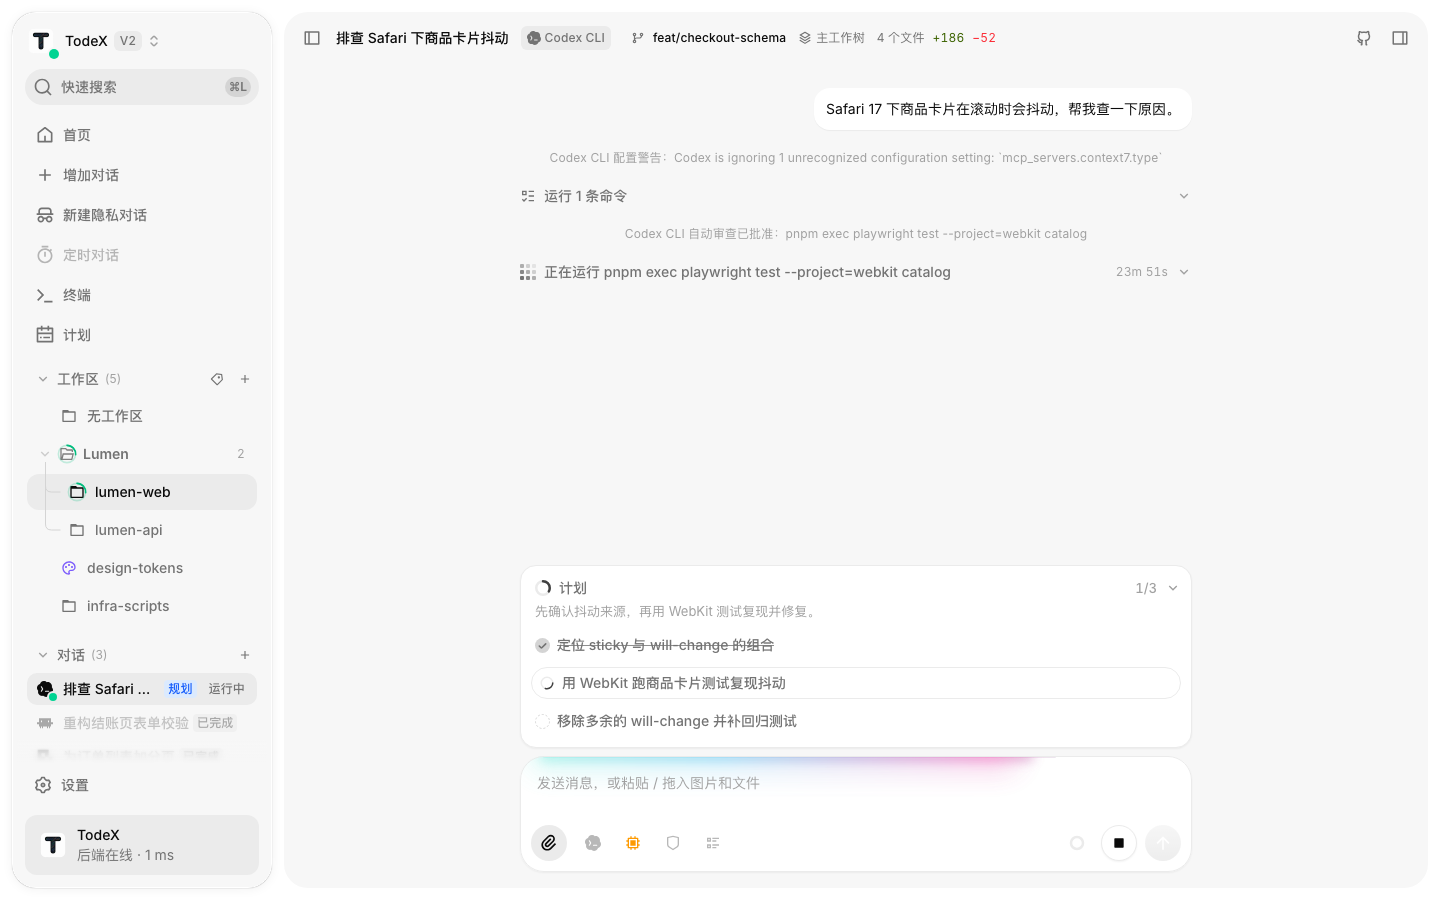 TodeX V2
快速搜索 ⌘L
首页
增加对话
新建隐私对话
定时对话
终端
计划
工作区 (5)
无工作区
Lumen 2
lumen-web
lumen-api
design-tokens
infra-scripts
对话 (3)
排查 Safari ... 规划 运行中
重构结账页表单校验 已完成
设置
TodeX
后端在线 · 1 ms
排查 Safari 下商品卡片抖动 Codex CLI feat/checkout-schema 主工作树 4 个文件 +186 −52
Safari 17 下商品卡片在滚动时会抖动，帮我查一下原因。
Codex CLI 配置警告：Codex is ignoring 1 unrecognized configuration setting: `mcp_servers.context7.type`
运行 1 条命令
Codex CLI 自动审查已批准：pnpm exec playwright test --project=webkit catalog
正在运行 pnpm exec playwright test --project=webkit catalog 23m 51s
计划 1/3
先确认抖动来源，再用 WebKit 测试复现并修复。
定位 sticky 与 will-change 的组合
用 WebKit 跑商品卡片测试复现抖动
移除多余的 will-change 并补回归测试
发送消息，或粘贴 / 拖入图片和文件